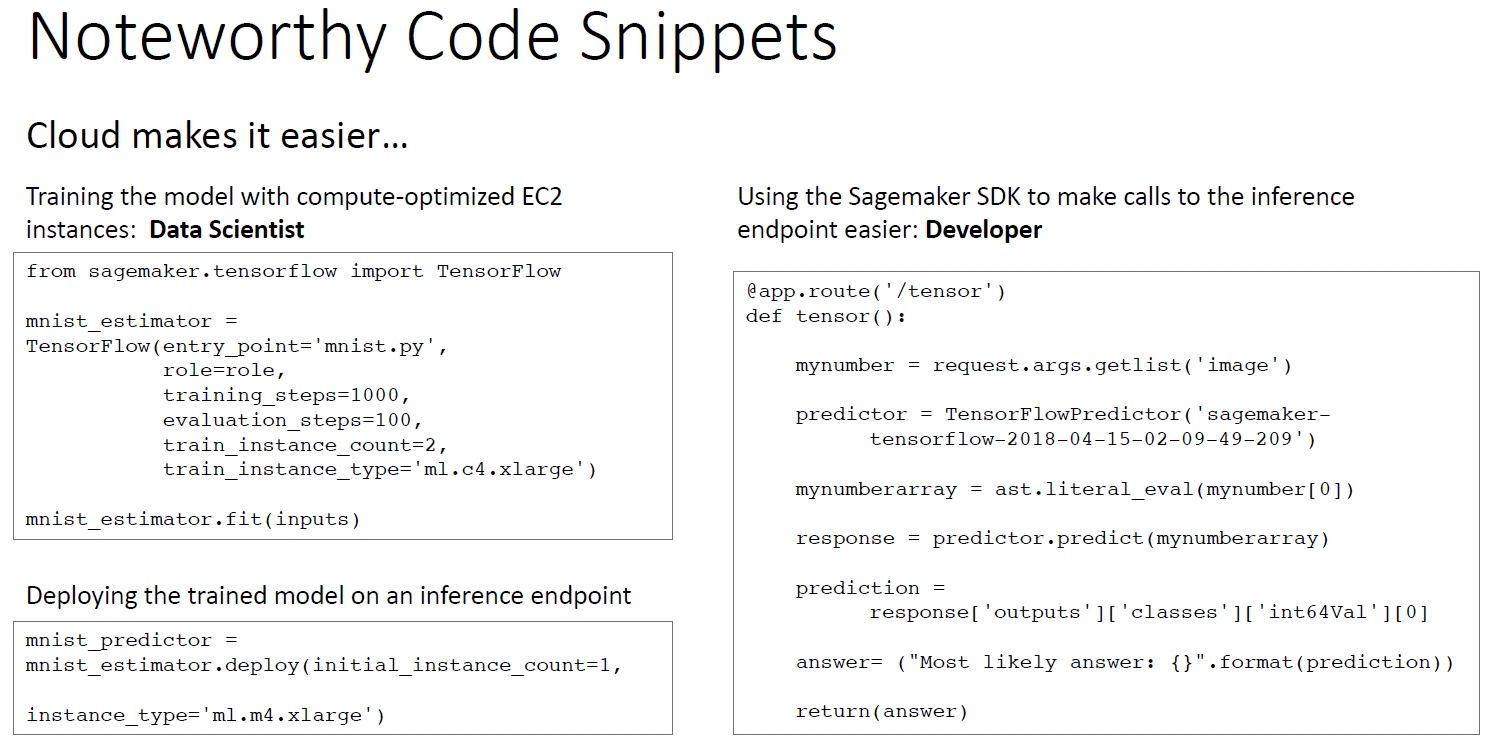 Noteworthy Code Snippets
Cloud makes it easier…
Training the model with compute-optimized EC2
instances:  Data Scientist
from sagemaker.tensorflow import TensorFlow
mnist_estimator =
TensorFlow(entry_point='mnist.py',
           role=role,
           training_steps=1000,
           evaluation_steps=100,
           train_instance_count=2,
           train_instance_type='ml.c4.xlarge')
mnist_estimator.fit(inputs)
Deploying the trained model on an inference endpoint
mnist_predictor =
mnist_estimator.deploy(initial_instance_count=1,
instance_type='ml.m4.xlarge')
Using the Sagemaker SDK to make calls to the inference
endpoint easier: Developer
@app.route('/tensor')
def tensor():
    mynumber = request.args.getlist('image')
    predictor = TensorFlowPredictor('sagemaker-
          tensorflow-2018-04-15-02-09-49-209')
    mynumberarray = ast.literal_eval(mynumber[0])
    response = predictor.predict(mynumberarray)
    prediction =
          response['outputs']['classes']['int64Val'][0]
    answer= ("Most likely answer: {}".format(prediction))
    return(answer)